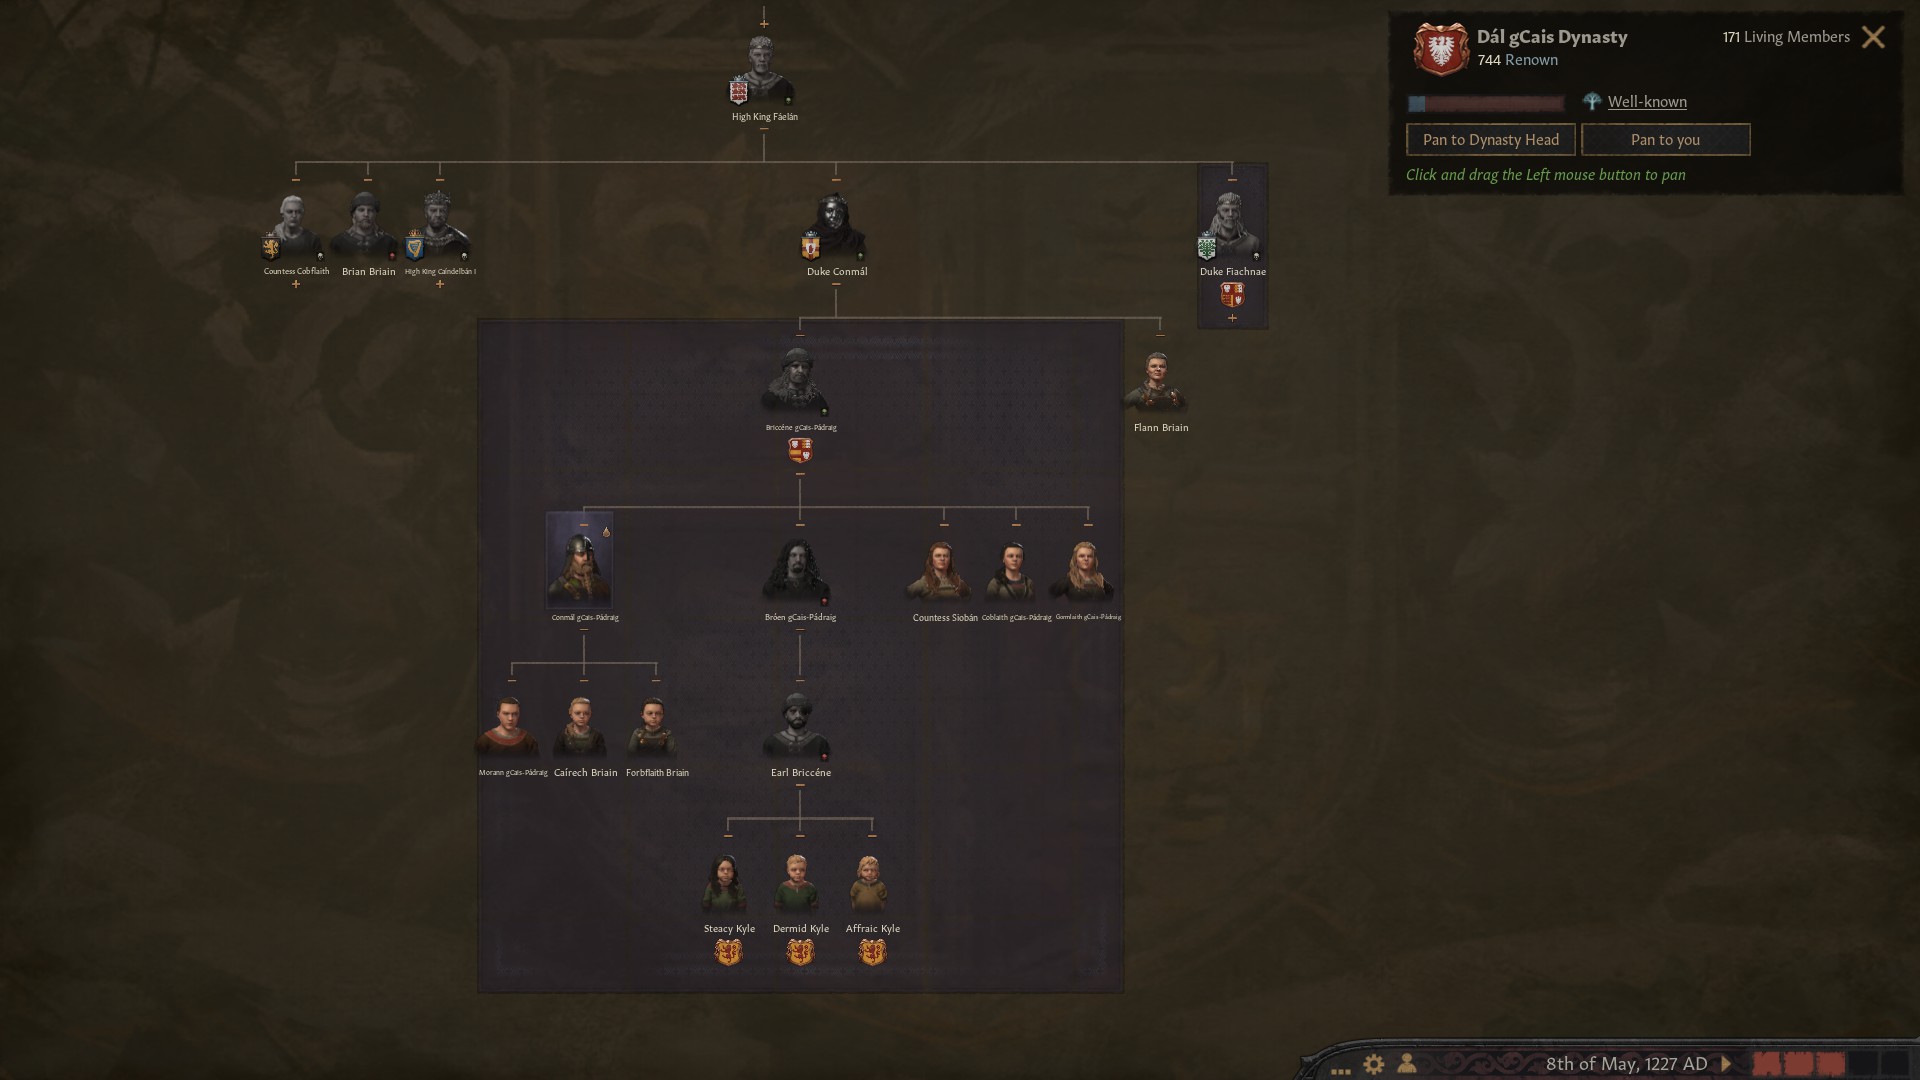 Dál gCais Dynasty
171 Living Members
744 Renown
Well-known
Pan to Dynasty Head
Pan to you
Click and drag the Left mouse button to pan
High King Fáelán
Countess Cobflaith
Brian Briain
High King Caíndelbán I
Duke Conmál
Duke Fiachnae
Briccéne gCais-Pádraig
Flann Briain
Conmál gCais-Pádraig
Bróen gCais-Pádraig
Countess Siobán
Coblaith gCais-Pádraig
Gormlaith gCais-Pádraig
Morann gCais-Pádraig
Caírech Briain
Forbflaith Briain
Earl Briccéne
Steacy Kyle
Dermid Kyle
Affraic Kyle
8th of May, 1227 AD